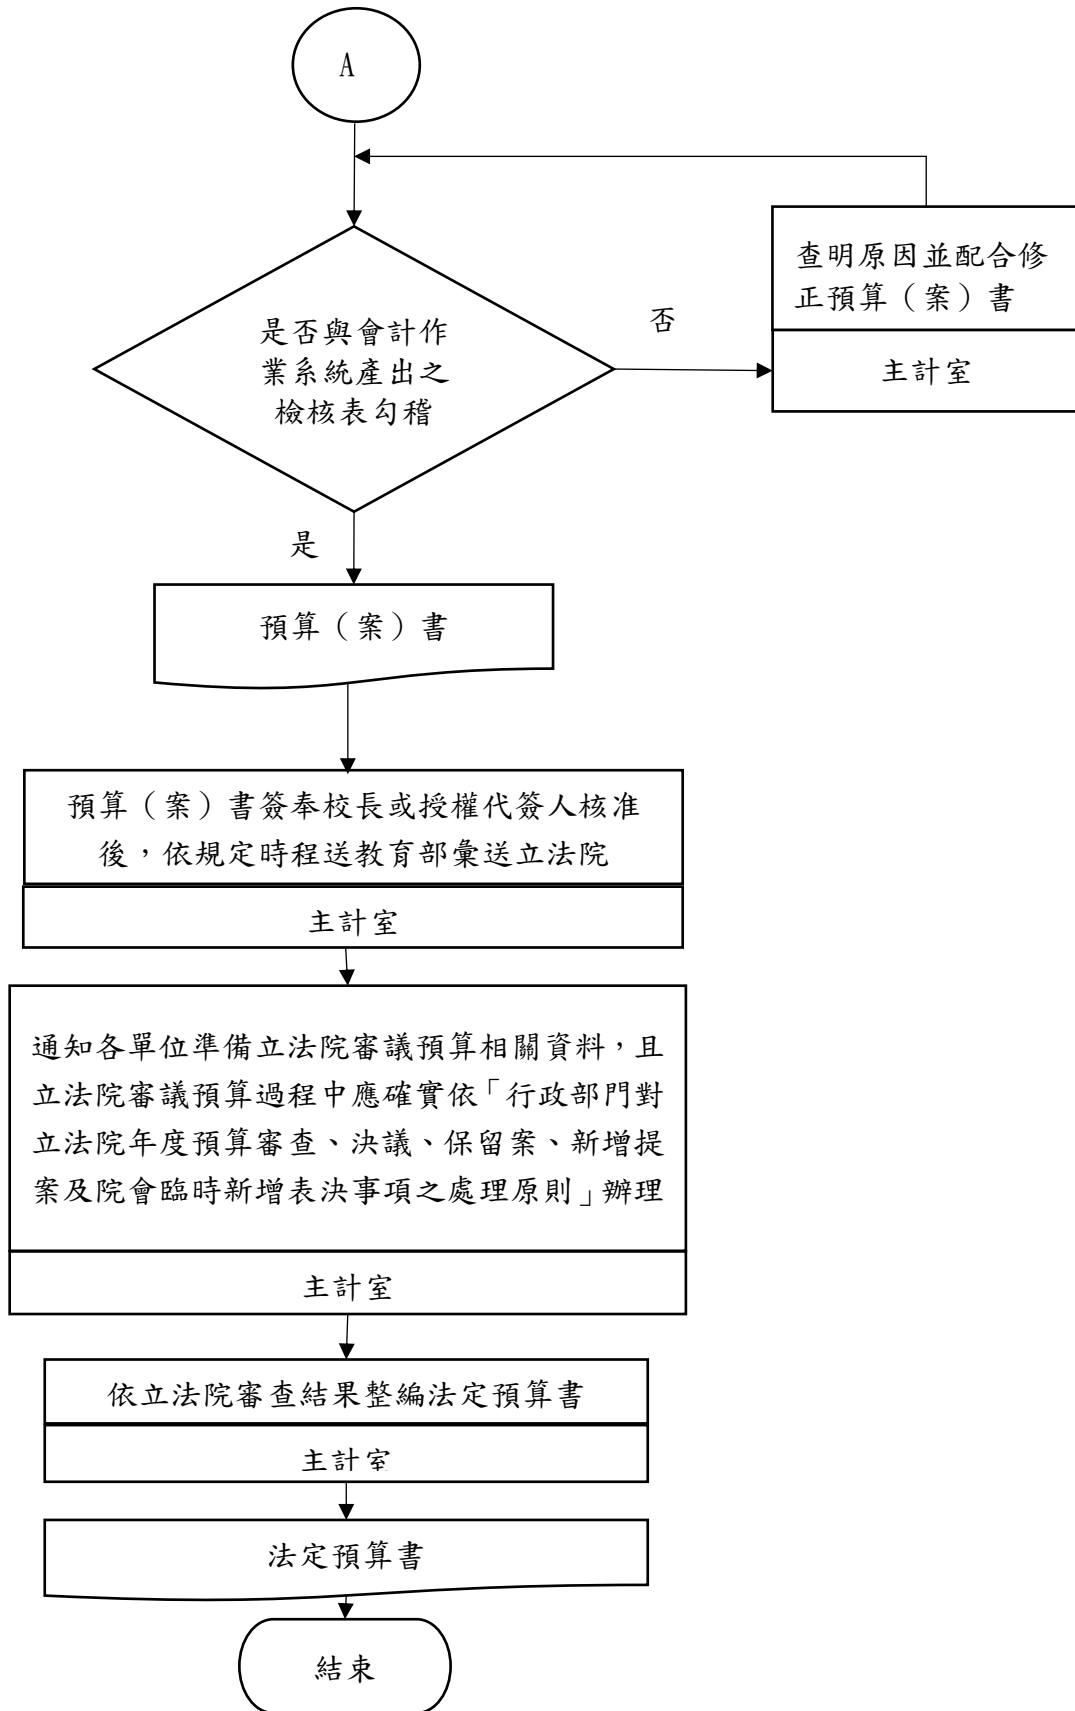 A
查明原因並配合修
正預算（案）書
主計室
否
是否與會計作
業系統產出之
檢核表勾稽
是
預算（案）書
預算（案）書簽奉校長或授權代簽人核准
後，依規定時程送教育部彙送立法院
主計室
通知各單位準備立法院審議預算相關資料，且
立法院審議預算過程中應確實依「行政部門對
立法院年度預算審查、決議、保留案、新增提
案及院會臨時新增表決事項之處理原則」辦理
主計室
依立法院審查結果整編法定預算書
主計室
法定預算書
結束